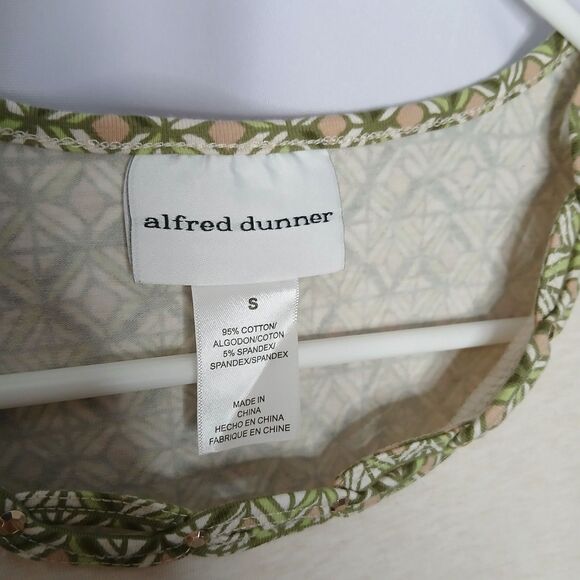 alfred dunner
S
95% COTTON/
ALGODON/COTON
5% SPANDEX/
SPANDEX/SPANDEX
MADE IN
CHINA
HECHO EN CHINA
FABRIQUE EN CHINE